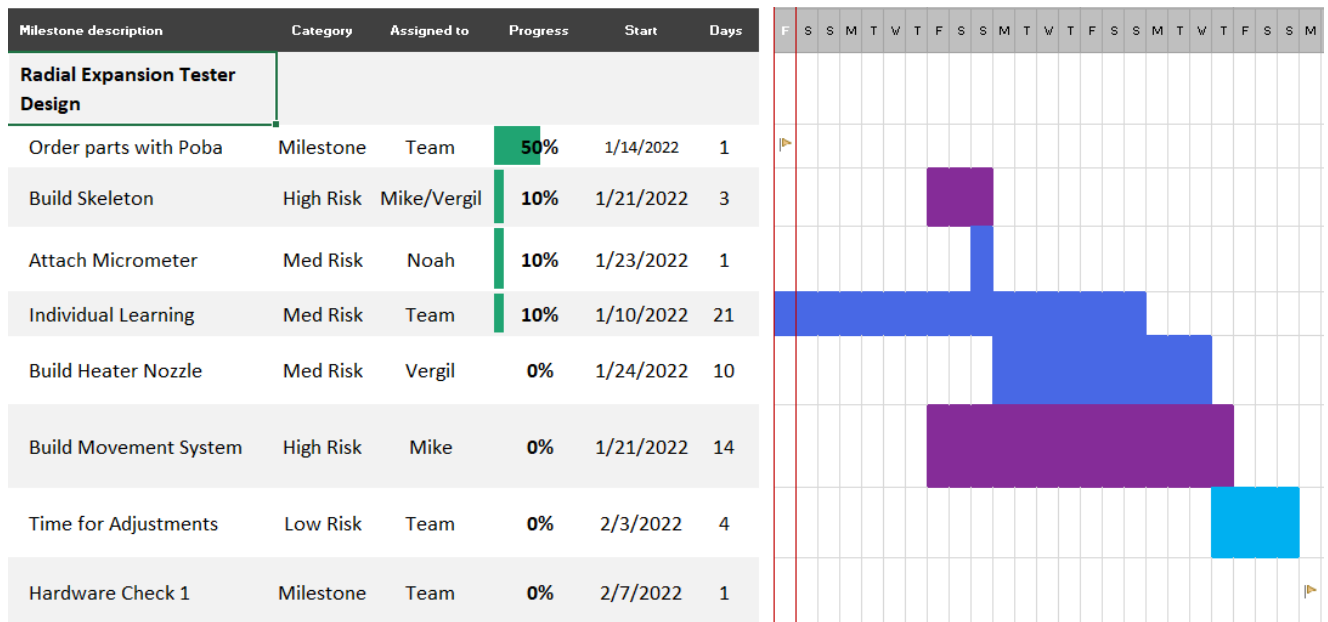 Milestone description Category Assigned to Progress Start Days F S S M T W T F S S M T W T F S S M T W T F S S M
Radial Expansion Tester
Design
Order parts with Poba Milestone Team 50% 1/14/2022 1
Build Skeleton High Risk Mike/Vergil 10% 1/21/2022 3
Attach Micrometer Med Risk Noah 10% 1/23/2022 1
Individual Learning Med Risk Team 10% 1/10/2022 21
Build Heater Nozzle Med Risk Vergil 0% 1/24/2022 10
Build Movement System High Risk Mike 0% 1/21/2022 14
Time for Adjustments Low Risk Team 0% 2/3/2022 4
Hardware Check 1 Milestone Team 0% 2/7/2022 1